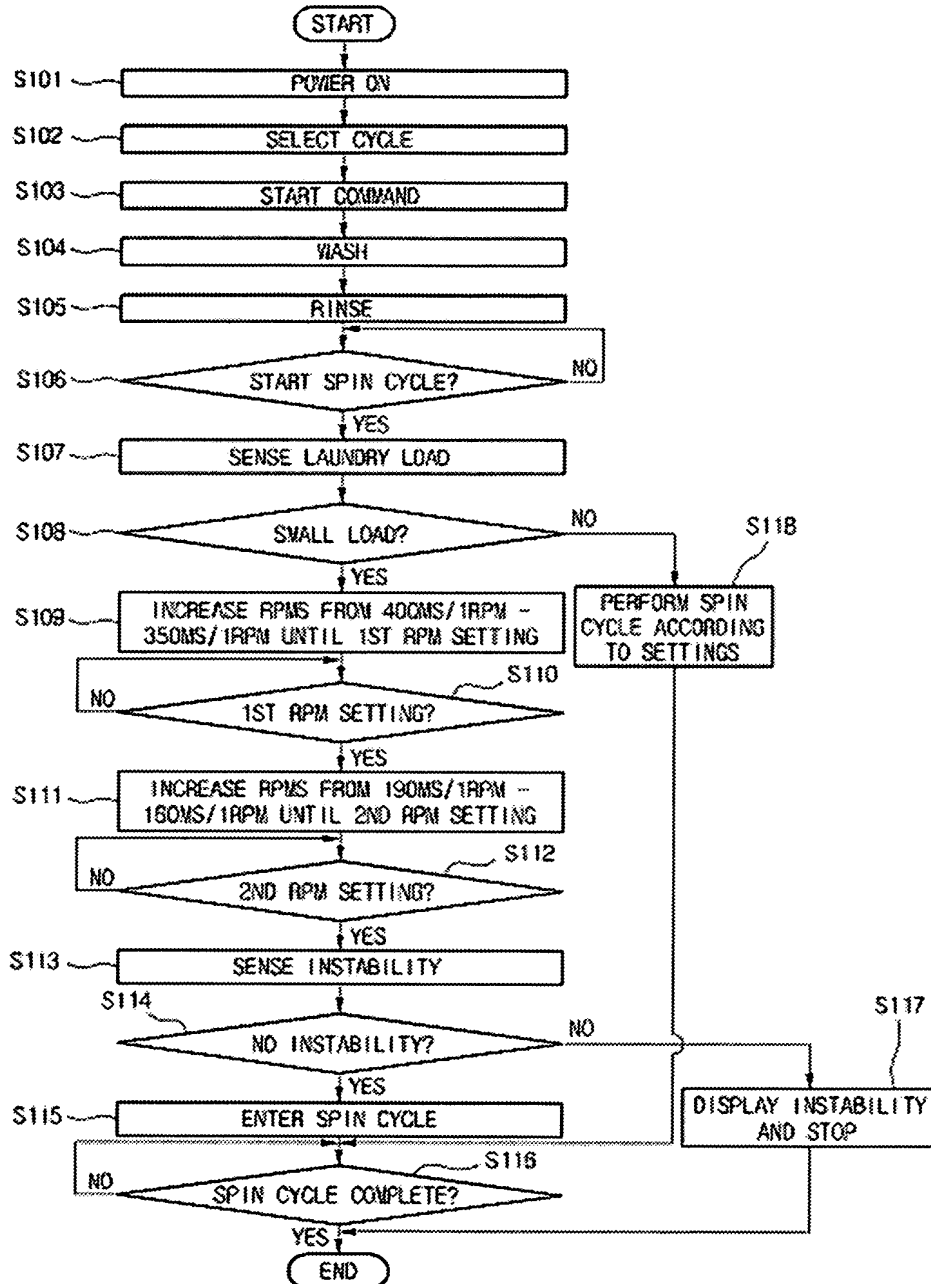 START
S101
POWER ON
S102
SELECT CYCLE
S103
START COMMAND
S104
WASH
S105
RINSE
S106
START SPIN CYCLE?
NO
YES
S107
SENSE LAUNDRY LOAD
S108
SMALL LOAD?
NO
S118
YES
S109
INCREASE RPMS FROM 400MS/1RPM -
350MS/1RPM UNTIL 1ST RPM SETTING
PERFORM SPIN
CYCLE ACCORDING
TO SETTINGS
S110
NO
1ST RPM SETTING?
YES
S111
INCREASE RPMS FROM 190MS/1RPM -
160MS/1RPM UNTIL 2ND RPM SETTING
S112
NO
2ND RPM SETTING?
YES
S113
SENSE INSTABILITY
S114
NO INSTABILITY?
NO
S117
YES
S115
ENTER SPIN CYCLE
DISPLAY INSTABILITY
AND STOP
S116
NO
SPIN CYCLE COMPLETE?
YES
END